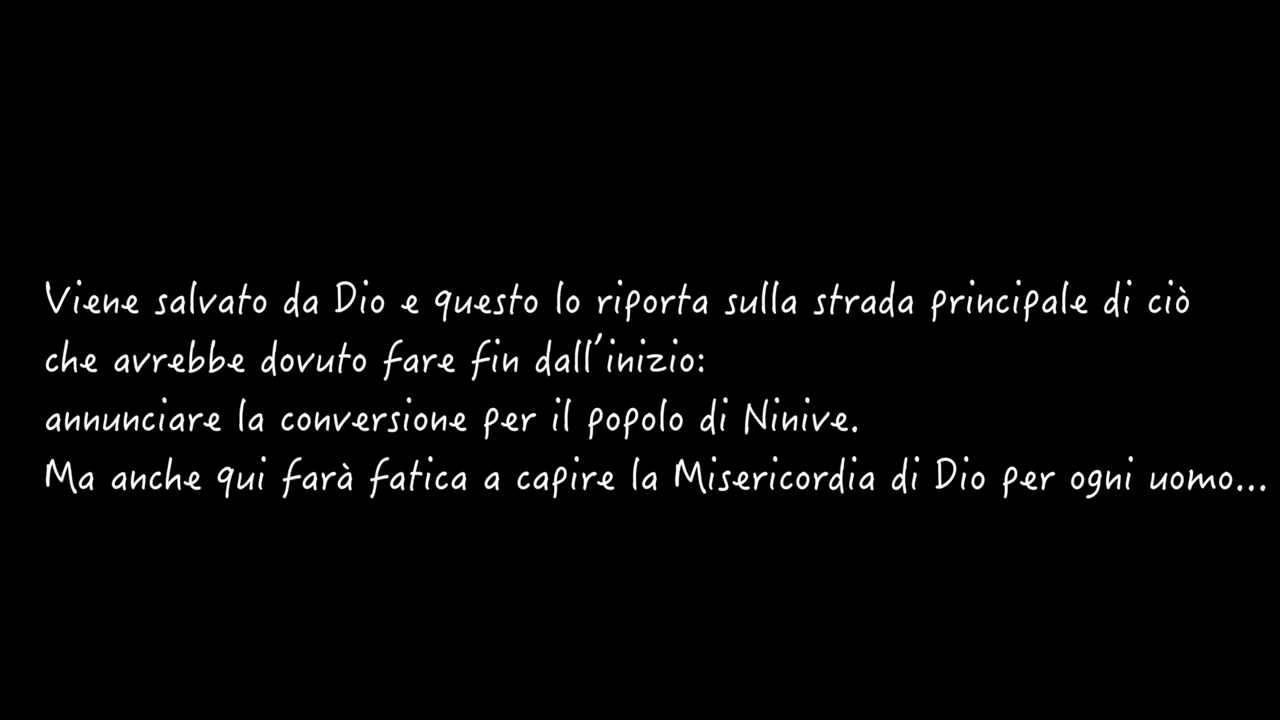 Viene salvato da Dio e questo lo riporta sulla strada principale di ciò
che avrebbe dovuto fare fin dall'inizio:
annunciare la conversione per il popolo di Ninive.
Ma anche qui farà fatica a capire la Misericordia di Dio per ogni uomo...